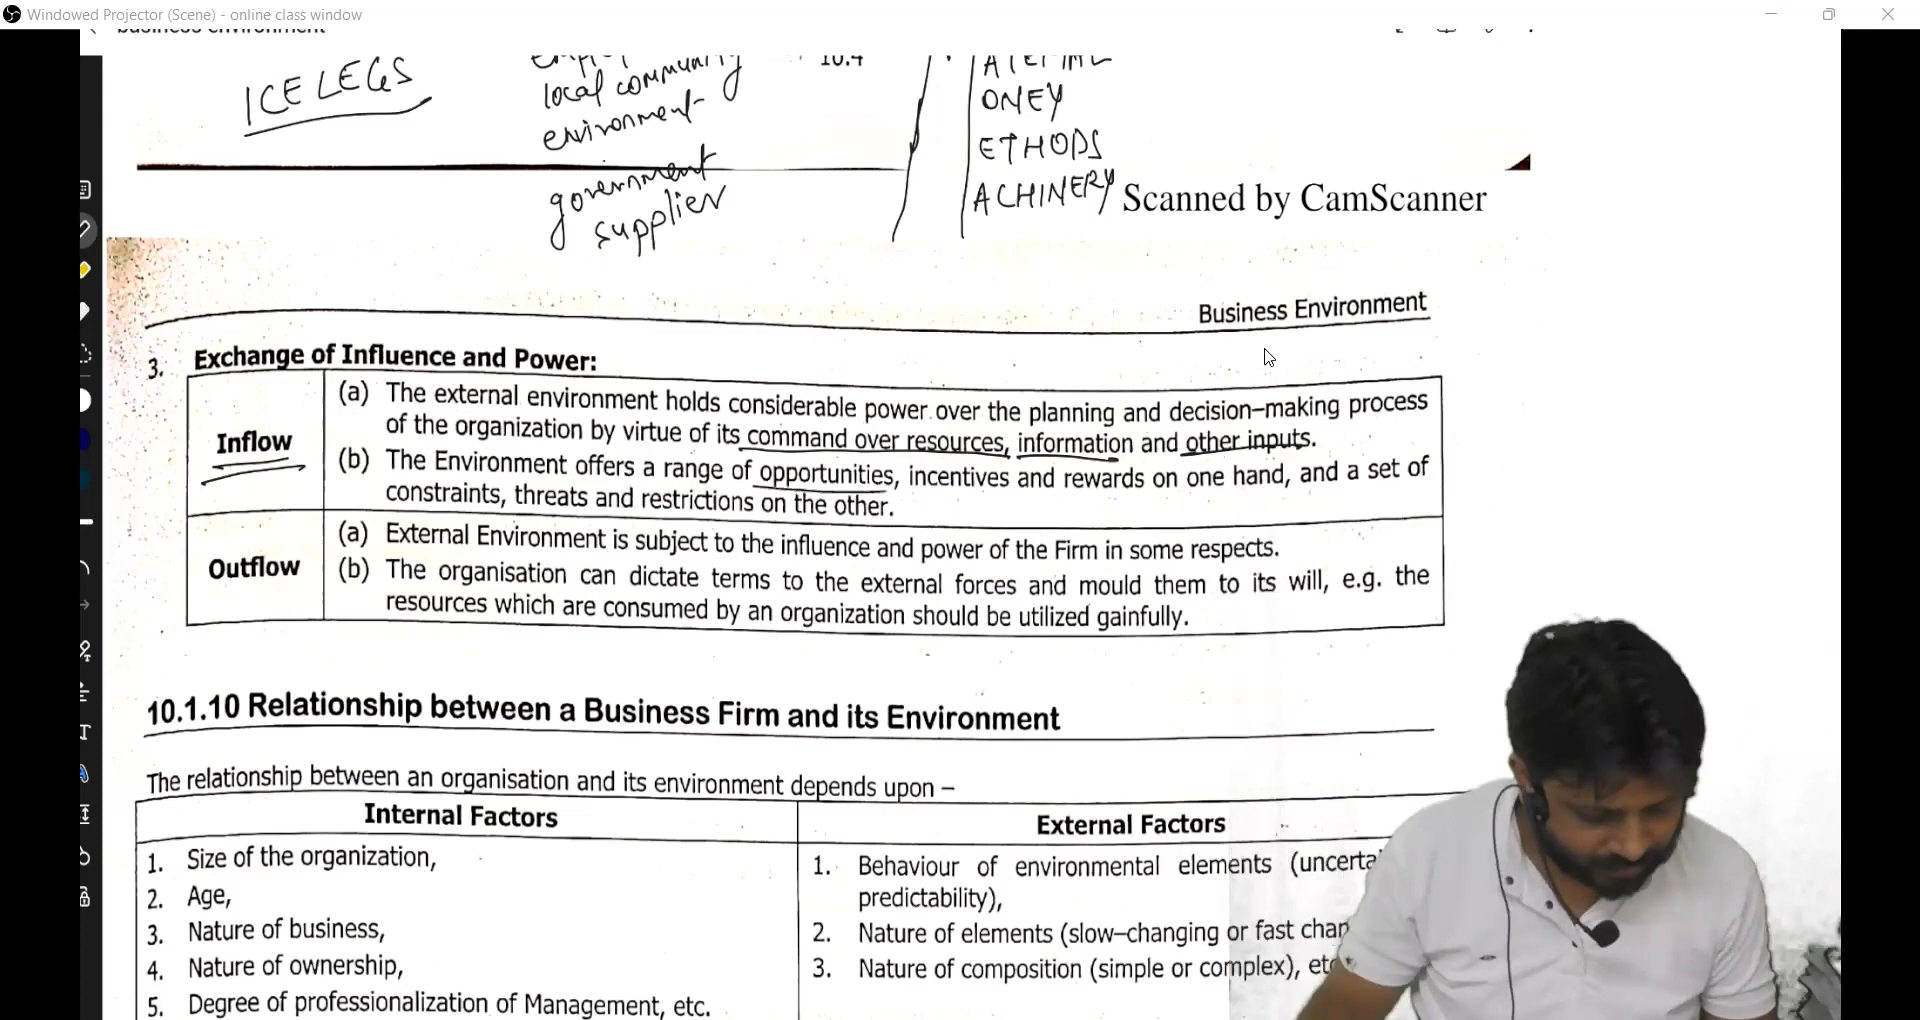 Windowed Projector (Scene) - online class window
business environment
ICE LEGS
local community
10.4
environment
ONEY
ETHODS
government
supplier
ACHINERY
Scanned by CamScanner
Business Environment
3. Exchange of Influence and Power:
Inflow
(a) The external environment holds considerable power over the planning and decision-making process
of the organization by virtue of its command over resources, information and other inputs.
(b) The Environment offers a range of opportunities, incentives and rewards on one hand, and a set of
constraints, threats and restrictions on the other.
Outflow
(a) External Environment is subject to the influence and power of the Firm in some respects.
(b) The organisation can dictate terms to the external forces and mould them to its will, e.g. the
resources which are consumed by an organization should be utilized gainfully.
10.1.10 Relationship between a Business Firm and its Environment
The relationship between an organisation and its environment depends upon –
Internal Factors
1. Size of the organization,
2. Age,
3. Nature of business,
4. Nature of ownership,
5. Degree of professionalization of Management, etc.
External Factors
1. Behaviour of environmental elements (uncerta
predictability),
2. Nature of elements (slow-changing or fast chan
3. Nature of composition (simple or complex), etc